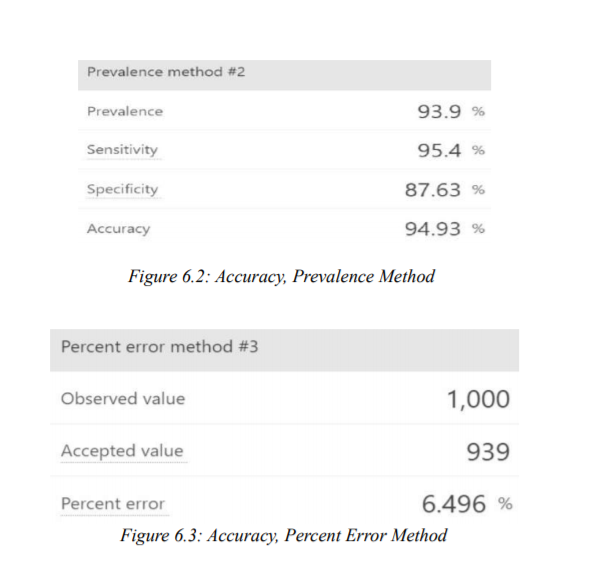 Prevalence method #2
Prevalence 93.9 %
Sensitivity 95.4 %
Specificity 87.63 %
Accuracy 94.93 %
Figure 6.2: Accuracy, Prevalence Method
Percent error method #3
Observed value 1,000
Accepted value 939
Percent error 6.496 %
Figure 6.3: Accuracy, Percent Error Method